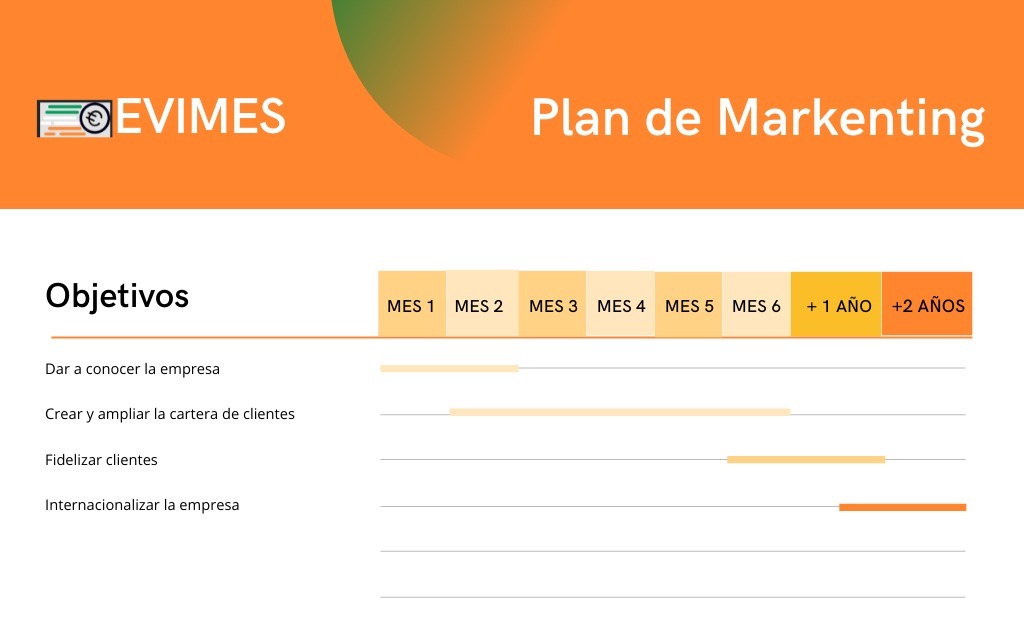 EVIMES
Plan de Markenting
Objetivos
MES 1 MES 2 MES 3 MES 4 MES 5 MES 6 + 1 AÑO +2 AÑOS
Dar a conocer la empresa
Crear y ampliar la cartera de clientes
Fidelizar clientes
Internacionalizar la empresa